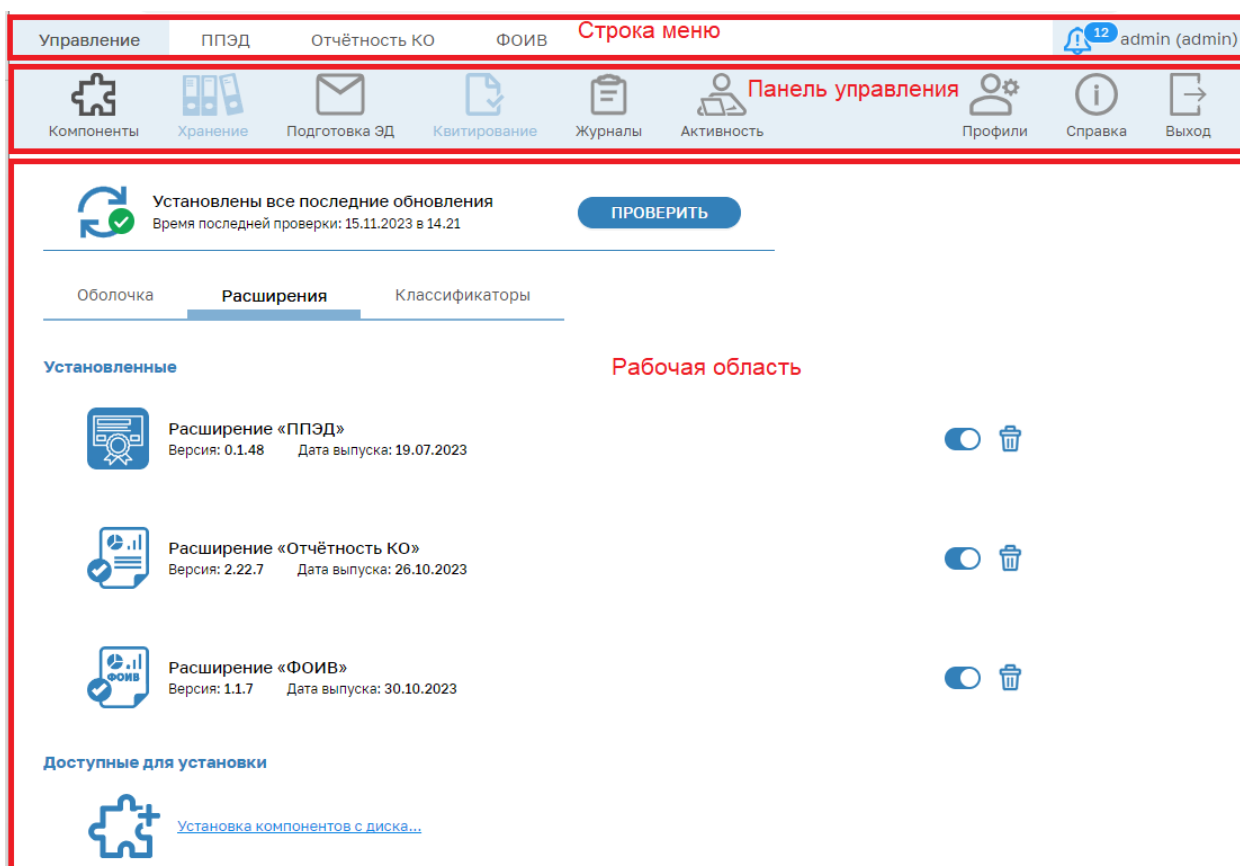 Управление ППЭД Отчётность КО ФОИВ Строка меню 12 admin (admin)
Панель управления
Компоненты Хранение Подготовка ЭД Квитирование Журналы Активность Профили Справка Выход
Установлены все последние обновления
Время последней проверки: 15.11.2023 в 14.21
ПРОВЕРИТЬ
Оболочка Расширения Классификаторы
Установленные
Рабочая область
Расширение «ППЭД»
Версия: 0.1.48 Дата выпуска: 19.07.2023
Расширение «Отчётность КО»
Версия: 2.22.7 Дата выпуска: 26.10.2023
ФОИВ
Расширение «ФОИВ»
Версия: 1.1.7 Дата выпуска: 30.10.2023
Доступные для установки
Установка компонентов с диска...